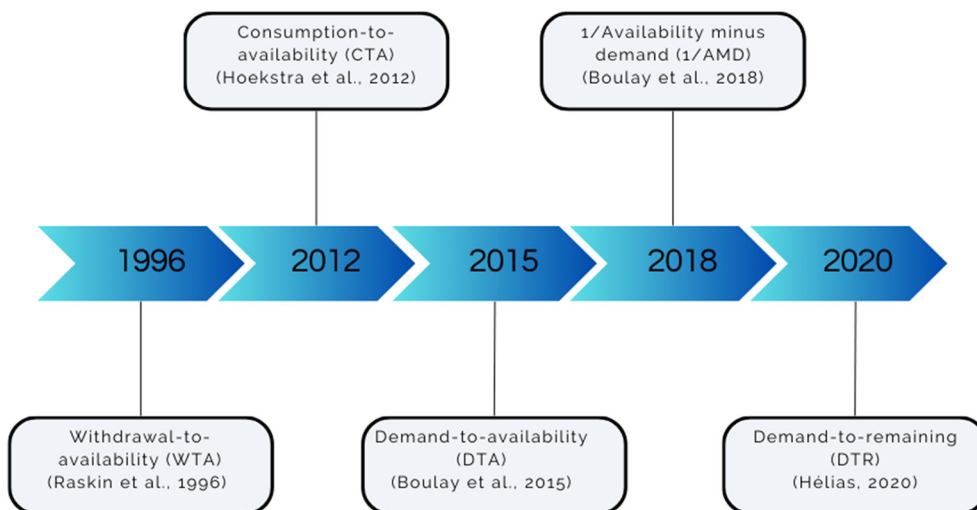 Consumption-to-
availability (CTA)
(Hoekstra et al., 2012)
1/Availability minus
demand (1/AMD)
(Boulay et al., 2018)
1996
2012
2015
2018
2020
Withdrawal-to-
availability (WTA)
(Raskin et al., 1996)
Demand-to-availability
(DTA)
(Boulay et al., 2015)
Demand-to-remaining
(DTR)
(Hélias, 2020)